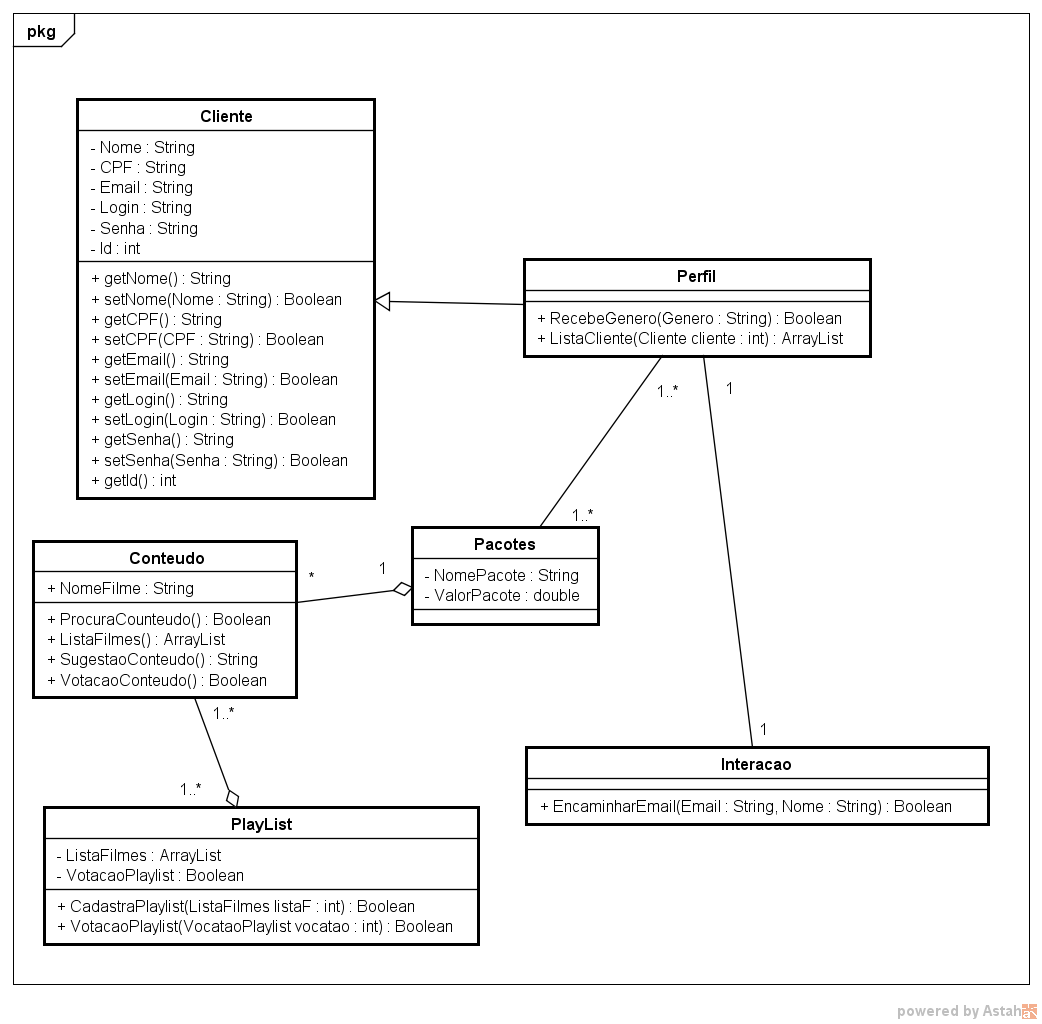 pkg
Cliente
- Nome : String
- CPF : String
- Email : String
- Login : String
- Senha : String
- Id : int
+ getNome() : String
+ setNome(Nome : String) : Boolean
+ getCPF() : String
+ setCPF(CPF : String) : Boolean
+ getEmail() : String
+ setEmail(Email : String) : Boolean
+ getLogin() : String
+ setLogin(Login : String) : Boolean
+ getSenha() : String
+ setSenha(Senha : String) : Boolean
+ getId() : int
Perfil
+ RecebeGenero(Genero : String) : Boolean
+ ListaCliente(Cliente cliente : int) : ArrayList
1..*
1
1..*
Pacotes
- NomePacote : String
- ValorPacote : double
1
*
Conteudo
+ NomeFilme : String
+ ProcuraCounteudo() : Boolean
+ ListaFilmes() : ArrayList
+ SugestaoConteudo() : String
+ VotacaoConteudo() : Boolean
1..*
1..*
1
Interacao
+ EncaminharEmail(Email : String, Nome : String) : Boolean
PlayList
- ListaFilmes : ArrayList
- VotacaoPlaylist : Boolean
+ CadastraPlaylist(ListaFilmes listaF : int) : Boolean
+ VotacaoPlaylist(VocataoPlaylist vocatao : int) : Boolean
powered by Astah